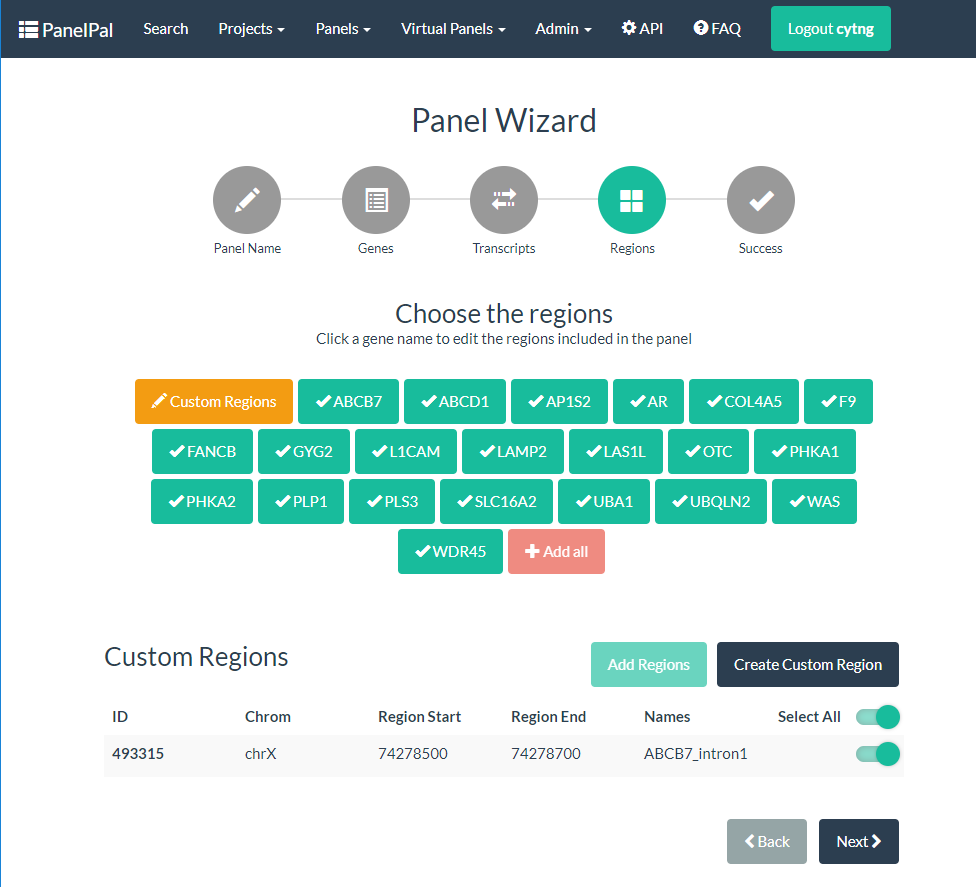 PanelPal Search Projects Panels Virtual Panels Admin API FAQ Logout cytng
Panel Wizard
Panel Name Genes Transcripts Regions Success
Choose the regions
Click a gene name to edit the regions included in the panel
Custom Regions ABCB7 ABCD1 AP1S2 AR COL4A5 F9
FANCB GYG2 L1CAM LAMP2 LAS1L OTC PHKA1
PHKA2 PLP1 PLS3 SLC16A2 UBA1 UBQLN2 WAS
WDR45 Add all
Custom Regions Add Regions Create Custom Region
ID Chrom Region Start Region End Names Select All
493315 chrX 74278500 74278700 ABCB7_intron1
Back Next